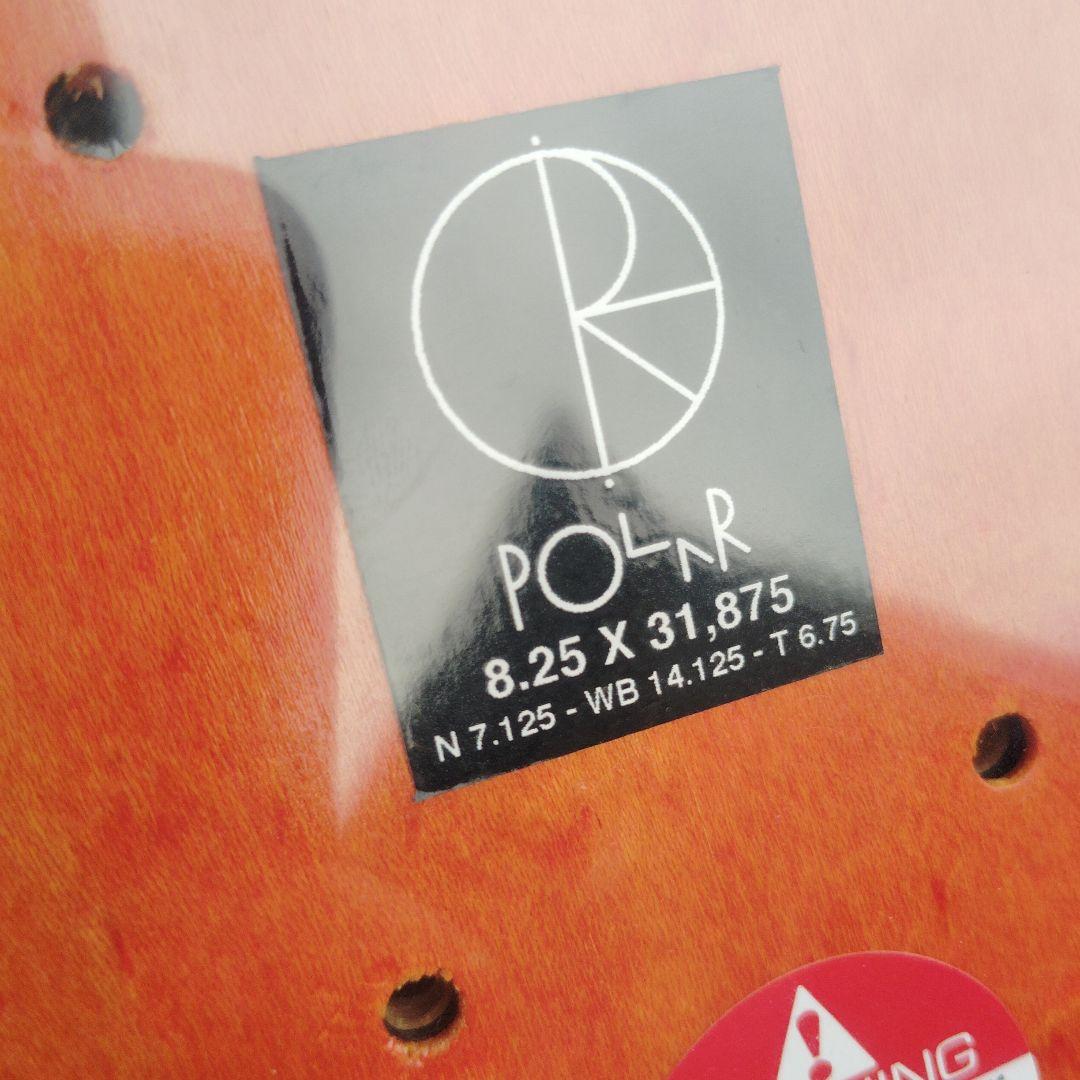 POLAR
8.25 X 31,875
N 7.125 - WB 14.125 - T 6.75